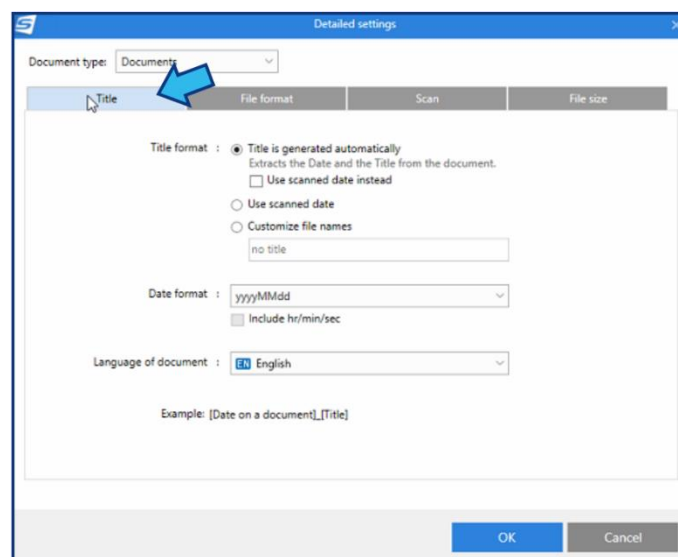 Detailed settings
Document type: Documents
Title File format Scan File size
Title format : Title is generated automatically
Extracts the Date and the Title from the document.
Use scanned date instead
Use scanned date
Customize file names
no title
Date format : yyyyMMdd
Include hr/min/sec
Language of document : EN English
Example: [Date on a document]_[Title]
OK Cancel